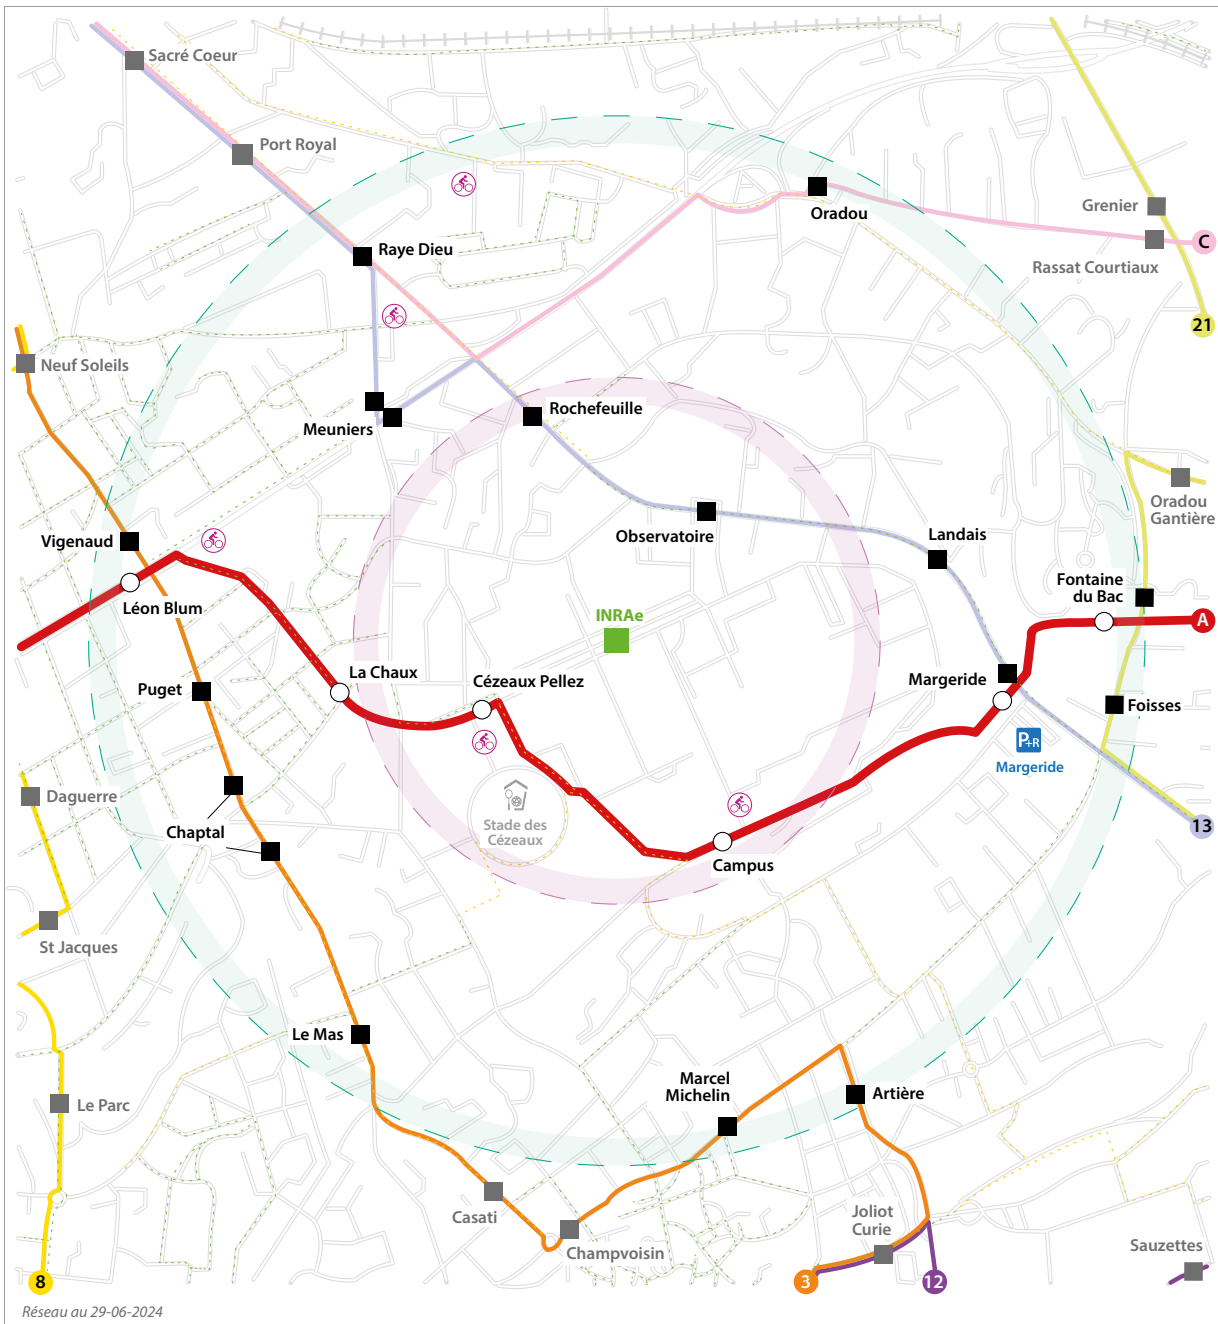 Sacré Coeur
Port Royal
Raye Dieu
Oradou
Grenier
C
Rassat Courtiaux
21
Neuf Soleils
Meuniers
Rochefeuille
Oradou
Gantière
Vigenaud
Observatoire
Landais
Fontaine
du Bac
Léon Blum
INRAe
A
La Chaux
Cézeaux Pellez
Margeride
Puget
Foisses
P+R
Margeride
Daguerre
Stade des
Cézeaux
13
Chaptal
Campus
St Jacques
Le Mas
Marcel
Michelin
Artière
Le Parc
Casati
Joliot
Curie
Champvoisin
Sauzettes
8
3
12
Réseau au 29-06-2024